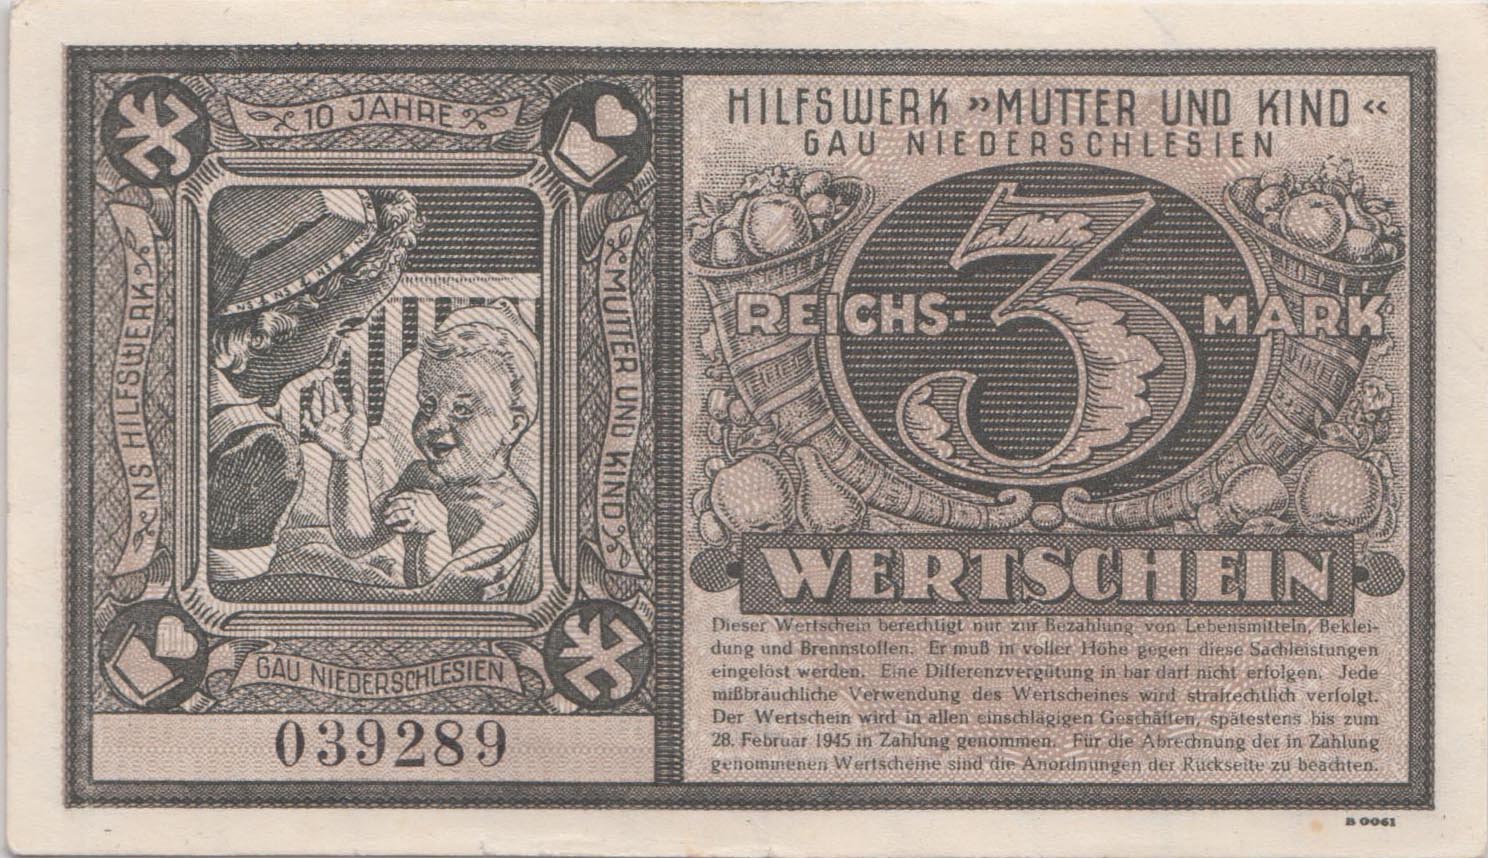 10 JAHRE
NS HILFSWERK
MUTTER UND KIND
GAU NIEDERSCHLESIEN
039289
HILFSWERK »MUTTER UND KIND«
GAU NIEDERSCHLESIEN
REICHS- 3 MARK
WERTSCHEIN
Dieser Wertschein berechtigt nur zur Bezahlung von Lebensmitteln, Beklei-
dung und Brennstoffen. Er muß in voller Höhe gegen diese Sachleistungen
eingelöst werden. Eine Differenzvergütung in bar darf nicht erfolgen. Jede
mißbräuchliche Verwendung des Wertscheines wird strafrechtlich verfolgt.
Der Wertschein wird in allen einschlägigen Geschäften, spätestens bis zum
28. Februar 1945 in Zahlung genommen. Für die Abrechnung der in Zahlung
genommenen Wertscheine sind die Anordnungen der Rückseite zu beachten.
B 0061